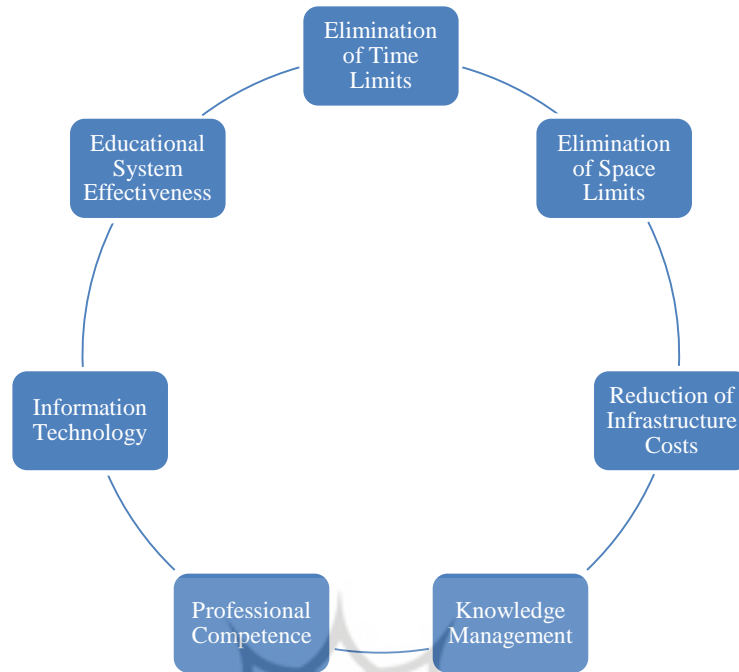 Elimination
of Time
Limits
Elimination
of Space
Limits
Reduction of
Infrastructure
Costs
Knowledge
Management
Professional
Competence
Information
Technology
Educational
System
Effectiveness